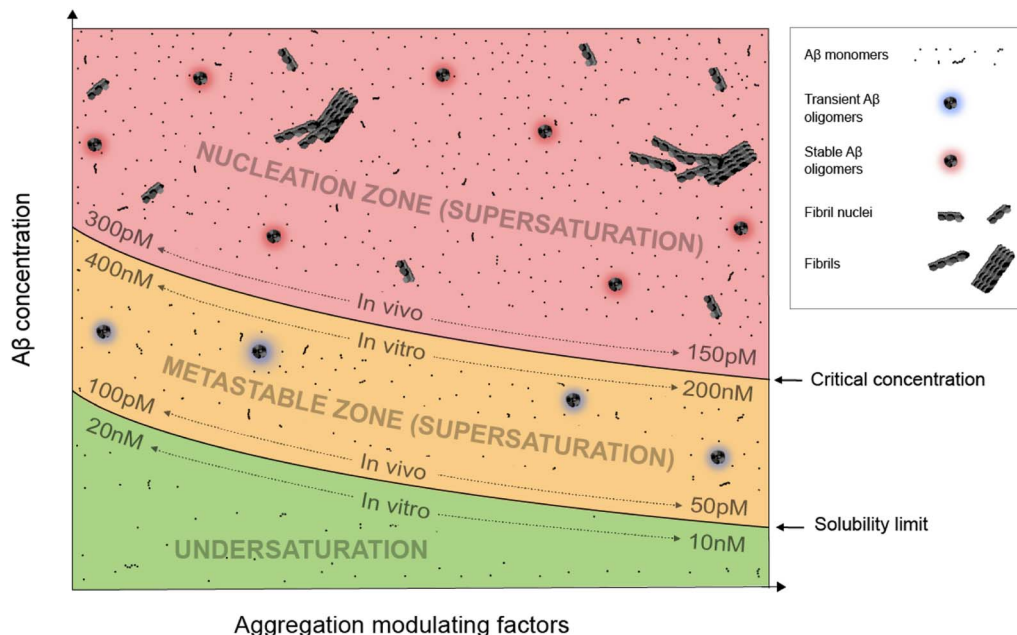 Aβ concentration
NUCLEATION ZONE (SUPERSATURATION)
300pM
In vivo
150pM
400nM
In vitro
200nM
METASTABLE ZONE (SUPERSATURATION)
100pM
In vivo
50pM
20nM
In vitro
10nM
UNDERSATURATION
Aggregation modulating factors
Critical concentration
Solubility limit
Aβ monomers
Transient Aβ
oligomers
Stable Aβ
oligomers
Fibril nuclei
Fibrils